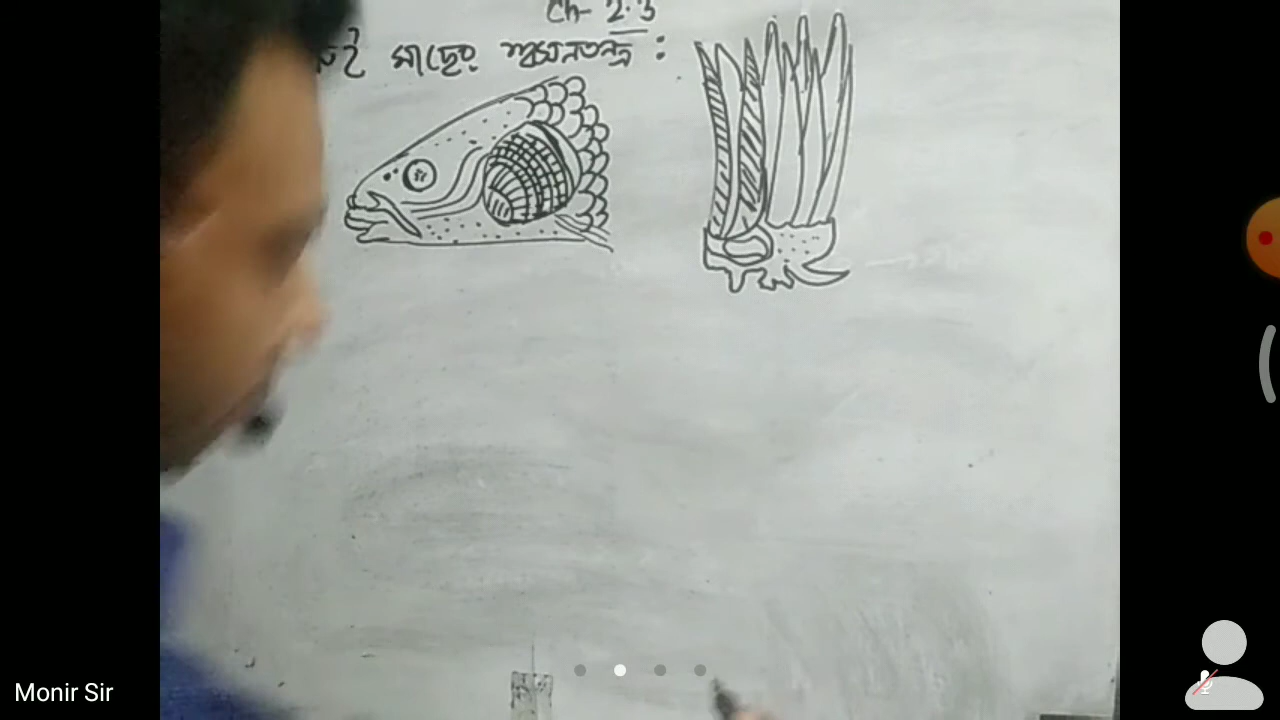 Ch- 2.3
রুই মাছের শ্বসনতন্ত্র :
Monir Sir